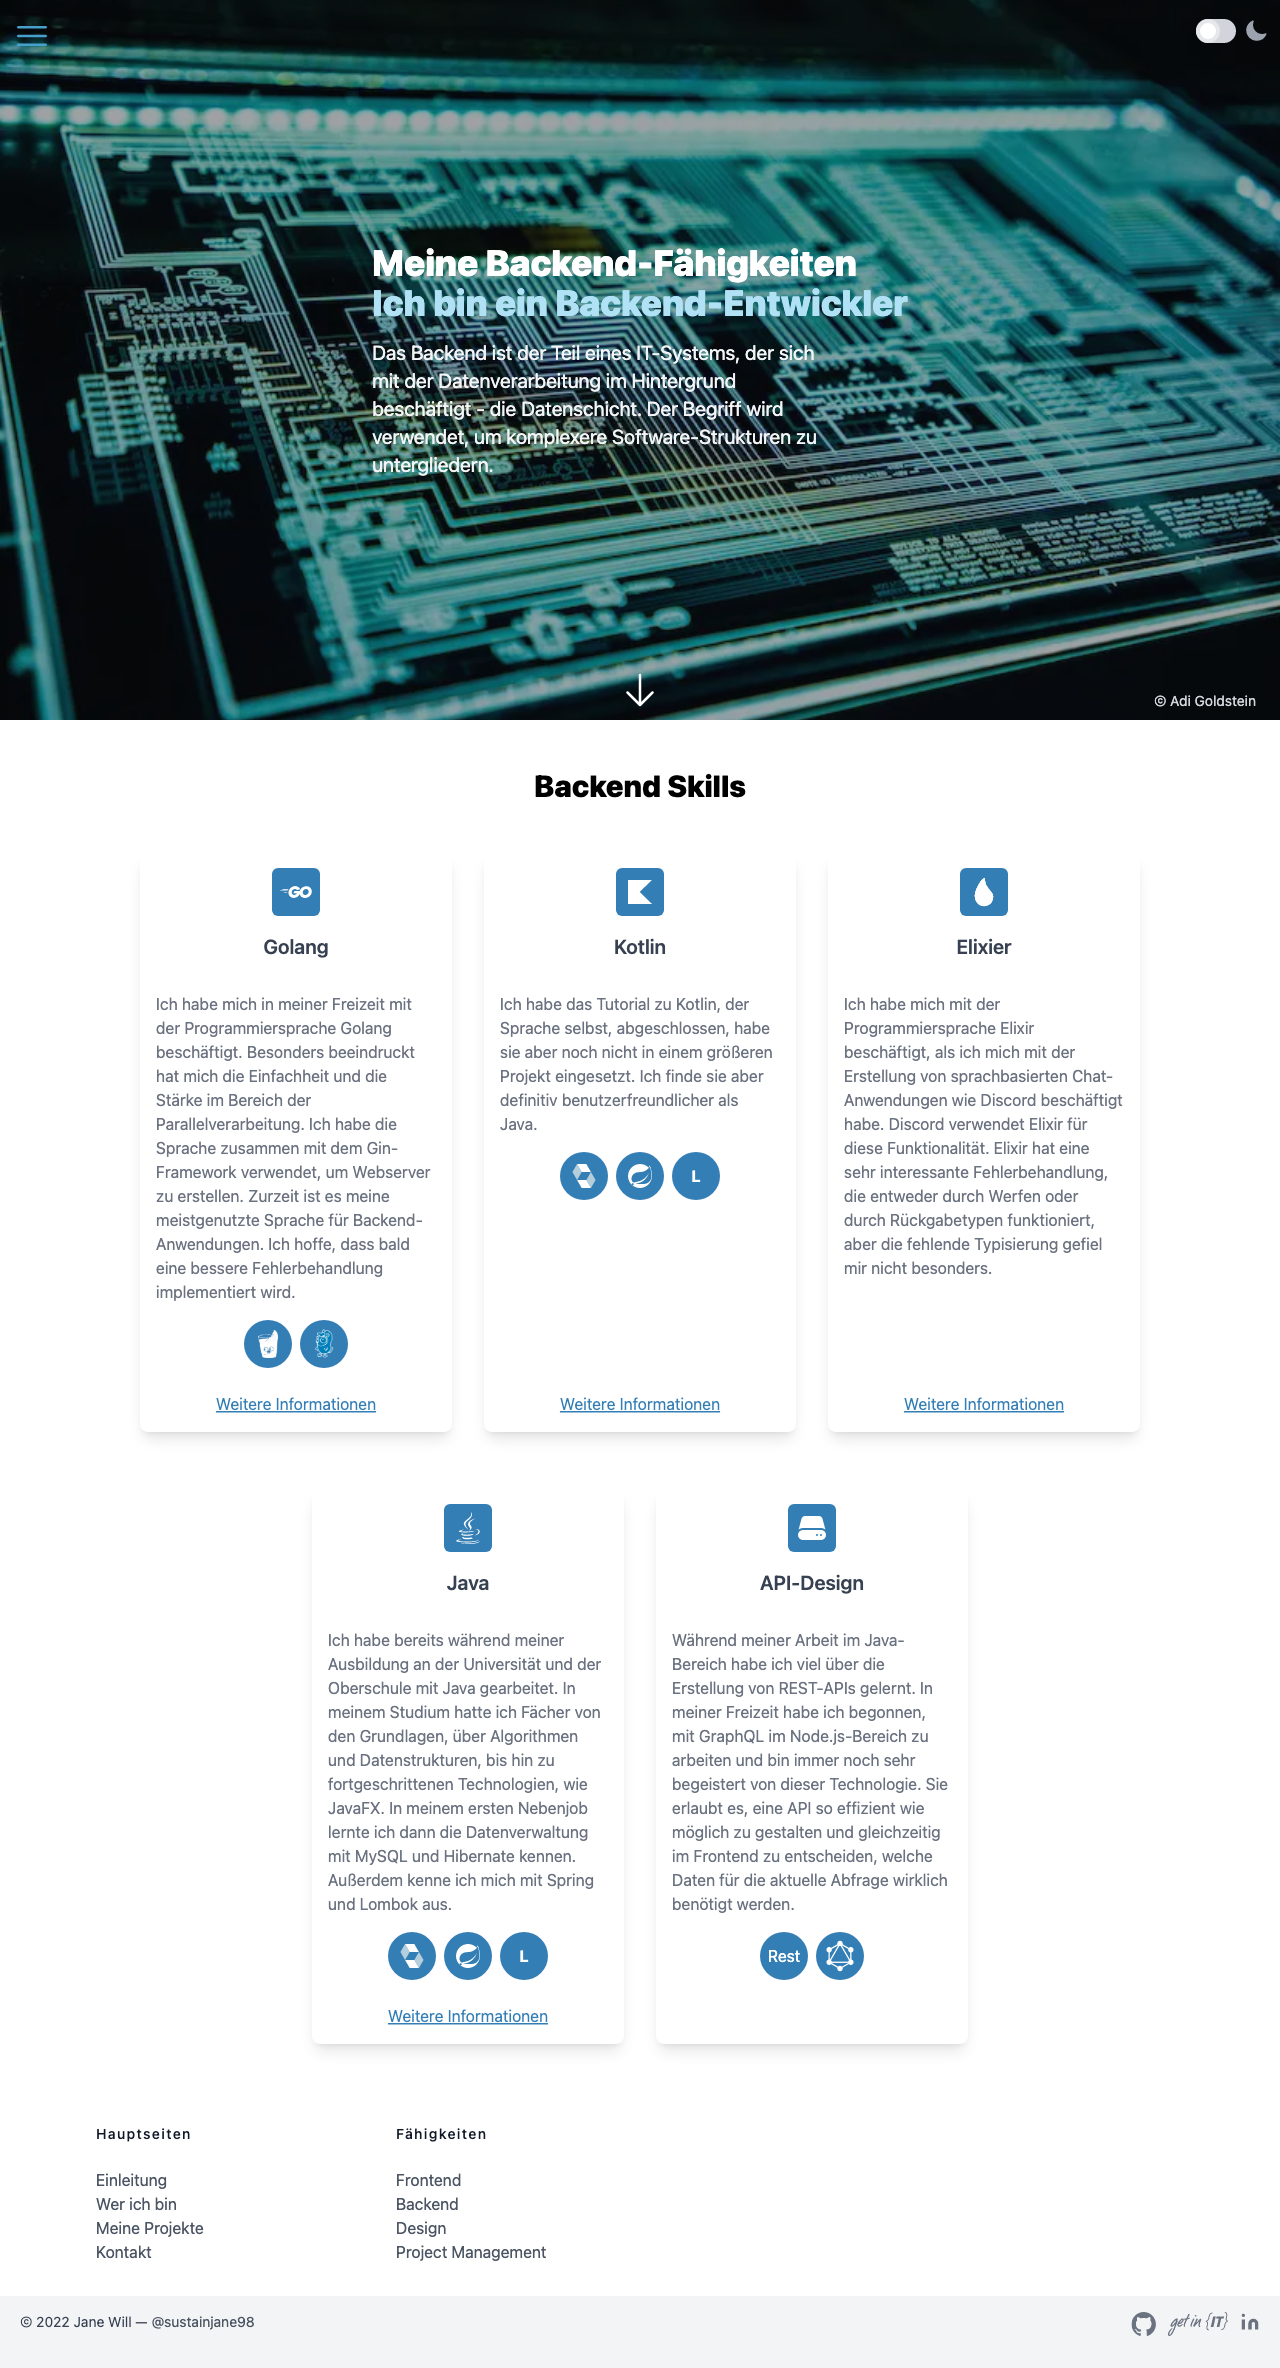 Meine Backend-Fähigkeiten
Ich bin ein Backend-Entwickler
Das Backend ist der Teil eines IT-Systems, der sich
mit der Datenverarbeitung im Hintergrund
beschäftigt - die Datenschicht. Der Begriff wird
verwendet, um komplexere Software-Strukturen zu
untergliedern.
© Adi Goldstein
Backend Skills
GO
Golang
Ich habe mich in meiner Freizeit mit
der Programmiersprache Golang
beschäftigt. Besonders beeindruckt
hat mich die Einfachheit und die
Stärke im Bereich der
Parallelverarbeitung. Ich habe die
Sprache zusammen mit dem Gin-
Framework verwendet, um Webserver
zu erstellen. Zurzeit ist es meine
meistgenutzte Sprache für Backend-
Anwendungen. Ich hoffe, dass bald
eine bessere Fehlerbehandlung
implementiert wird.
Weitere Informationen
Kotlin
Ich habe das Tutorial zu Kotlin, der
Sprache selbst, abgeschlossen, habe
sie aber noch nicht in einem größeren
Projekt eingesetzt. Ich finde sie aber
definitiv benutzerfreundlicher als
Java.
L
Weitere Informationen
Elixier
Ich habe mich mit der
Programmiersprache Elixir
beschäftigt, als ich mich mit der
Erstellung von sprachbasierten Chat-
Anwendungen wie Discord beschäftigt
habe. Discord verwendet Elixir für
diese Funktionalität. Elixir hat eine
sehr interessante Fehlerbehandlung,
die entweder durch Werfen oder
durch Rückgabetypen funktioniert,
aber die fehlende Typisierung gefiel
mir nicht besonders.
Weitere Informationen
Java
Ich habe bereits während meiner
Ausbildung an der Universität und der
Oberschule mit Java gearbeitet. In
meinem Studium hatte ich Fächer von
den Grundlagen, über Algorithmen
und Datenstrukturen, bis hin zu
fortgeschrittenen Technologien, wie
JavaFX. In meinem ersten Nebenjob
lernte ich dann die Datenverwaltung
mit MySQL und Hibernate kennen.
Außerdem kenne ich mich mit Spring
und Lombok aus.
L
Weitere Informationen
API-Design
Während meiner Arbeit im Java-
Bereich habe ich viel über die
Erstellung von REST-APIs gelernt. In
meiner Freizeit habe ich begonnen,
mit GraphQL im Node.js-Bereich zu
arbeiten und bin immer noch sehr
begeistert von dieser Technologie. Sie
erlaubt es, eine API so effizient wie
möglich zu gestalten und gleichzeitig
im Frontend zu entscheiden, welche
Daten für die aktuelle Abfrage wirklich
benötigt werden.
Rest
Hauptseiten
Einleitung
Wer ich bin
Meine Projekte
Kontakt
Fähigkeiten
Frontend
Backend
Design
Project Management
© 2022 Jane Will — @sustainjane98
get in {IT}
in